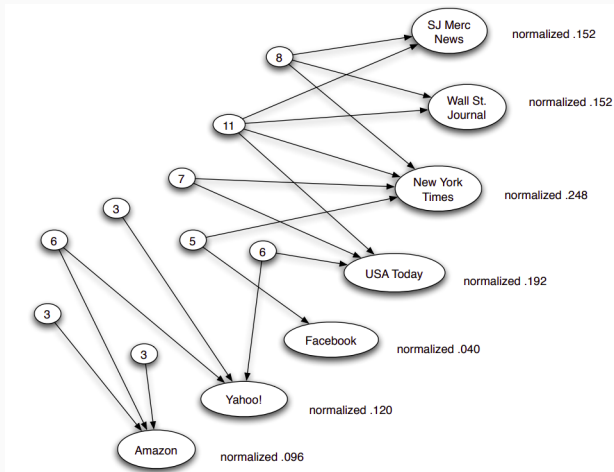 SJ Merc
News
normalized .152
8
Wall St.
Journal
normalized .152
11
7
New York
Times
normalized .248
3
6
5
6
USA Today
normalized .192
3
Facebook
normalized .040
3
Yahoo!
normalized .120
Amazon
normalized .096